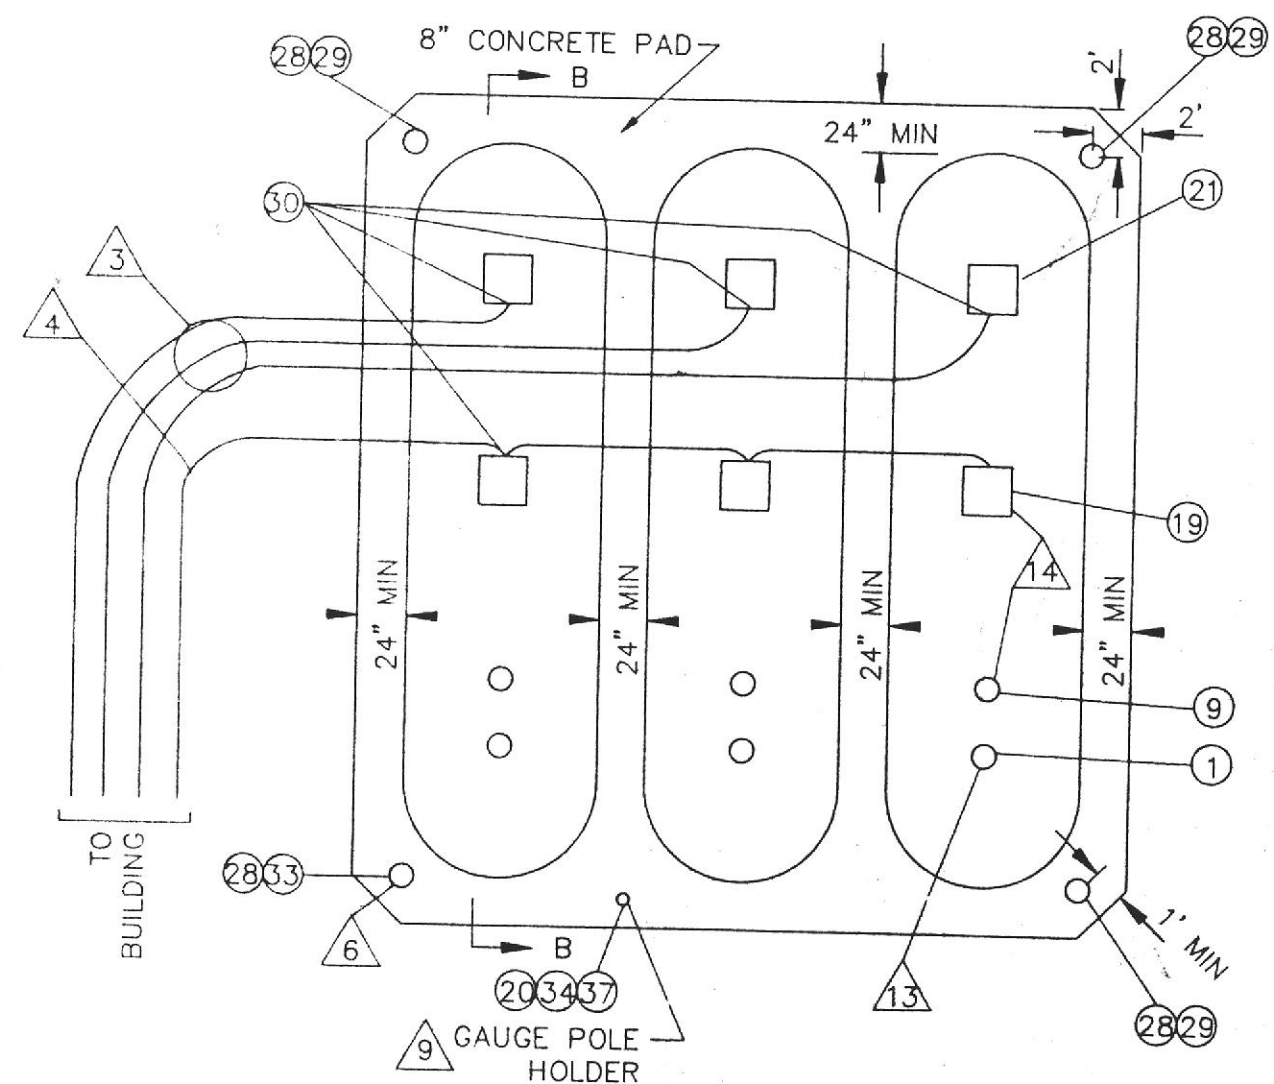 28 29
8" CONCRETE PAD
B
28 29
2'
2'
24" MIN
21
30
3
4
19
14
24" MIN
24" MIN
24" MIN
24" MIN
9
1
TO
BUILDING
28 33
6
B
20 34 37
9
GAUGE POLE
HOLDER
13
1' MIN
28 29